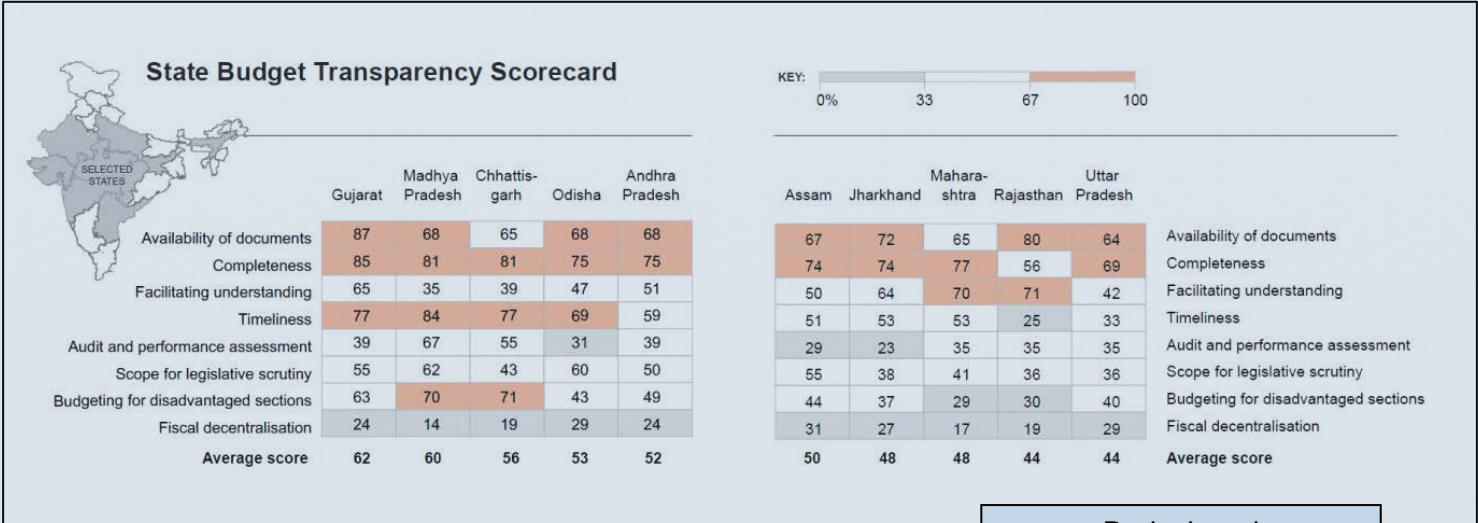 State Budget Transparency Scorecard
KEY:
0% 33 67 100
SELECTED
STATES
Gujarat Madhya Pradesh Chhattis-garh Odisha Andhra Pradesh
Availability of documents 87 68 65 68 68
Completeness 85 81 81 75 75
Facilitating understanding 65 35 39 47 51
Timeliness 77 84 77 69 59
Audit and performance assessment 39 67 55 31 39
Scope for legislative scrutiny 55 62 43 60 50
Budgeting for disadvantaged sections 63 70 71 43 49
Fiscal decentralisation 24 14 19 29 24
Average score 62 60 56 53 52
Assam Jharkhand Mahara-shtra Rajasthan Uttar Pradesh
67 72 65 80 64 Availability of documents
74 74 77 56 69 Completeness
50 64 70 71 42 Facilitating understanding
51 53 53 25 33 Timeliness
29 23 35 35 35 Audit and performance assessment
55 38 41 36 36 Scope for legislative scrutiny
44 37 29 30 40 Budgeting for disadvantaged sections
31 27 17 19 29 Fiscal decentralisation
50 48 48 44 44 Average score